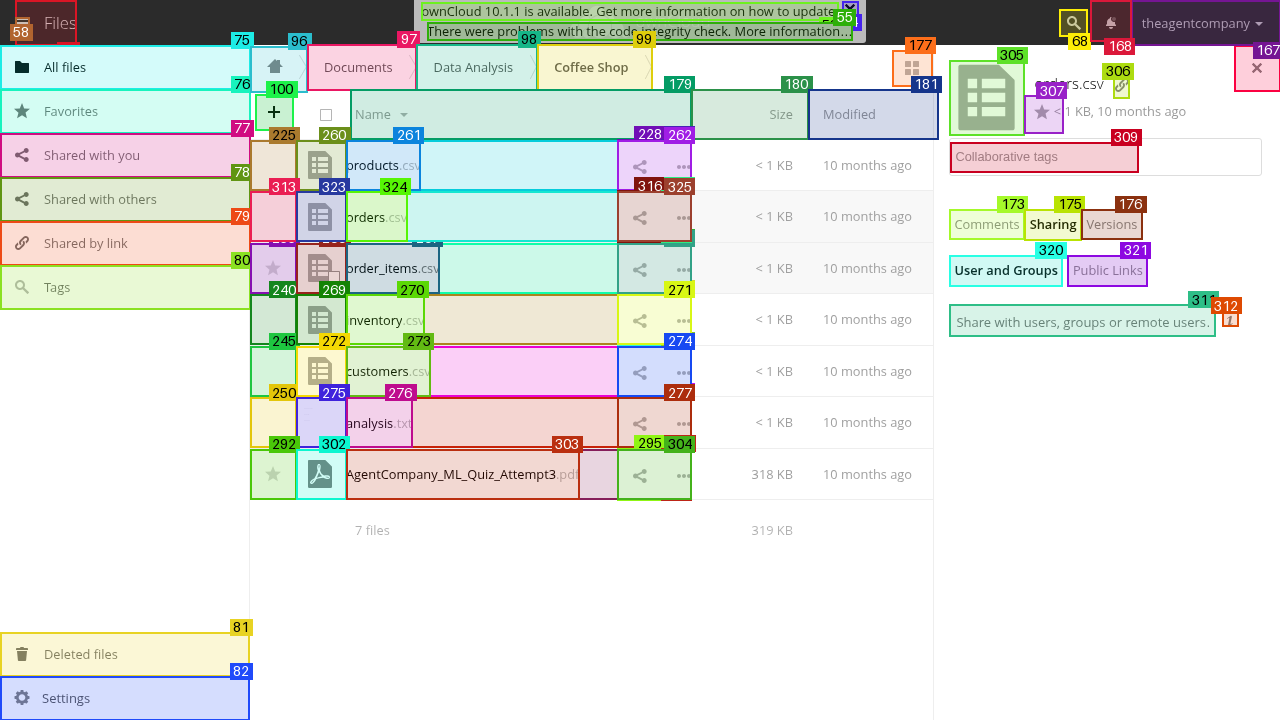 ownCloud 10.1.1 is available. Get more information on how to update
There were problems with the code integrity check. More information...
55
58
Files
68
168
theagentcompany
167
75
All files
76
Favorites
77
Shared with you
78
Shared with others
79
Shared by link
80
Tags
81
Deleted files
82
Settings
96
97
Documents
98
Data Analysis
99
Coffee Shop
177
100
Name
179
180
Size
181
Modified
225
260
261
products.csv
228
262
< 1 KB
10 months ago
313
323
324
orders.csv
316
325
< 1 KB
10 months ago
order_items.csv
< 1 KB
10 months ago
240
269
270
inventory.csv
271
< 1 KB
10 months ago
245
272
273
customers.csv
274
< 1 KB
10 months ago
250
275
276
analysis.txt
277
< 1 KB
10 months ago
292
302
303
AgentCompany_ML_Quiz_Attempt3.pdf
295
304
318 KB
10 months ago
7 files
319 KB
305
orders.csv
306
307
< 1 KB, 10 months ago
309
Collaborative tags
173
Comments
175
Sharing
176
Versions
320
User and Groups
321
Public Links
311
Share with users, groups or remote users.
312